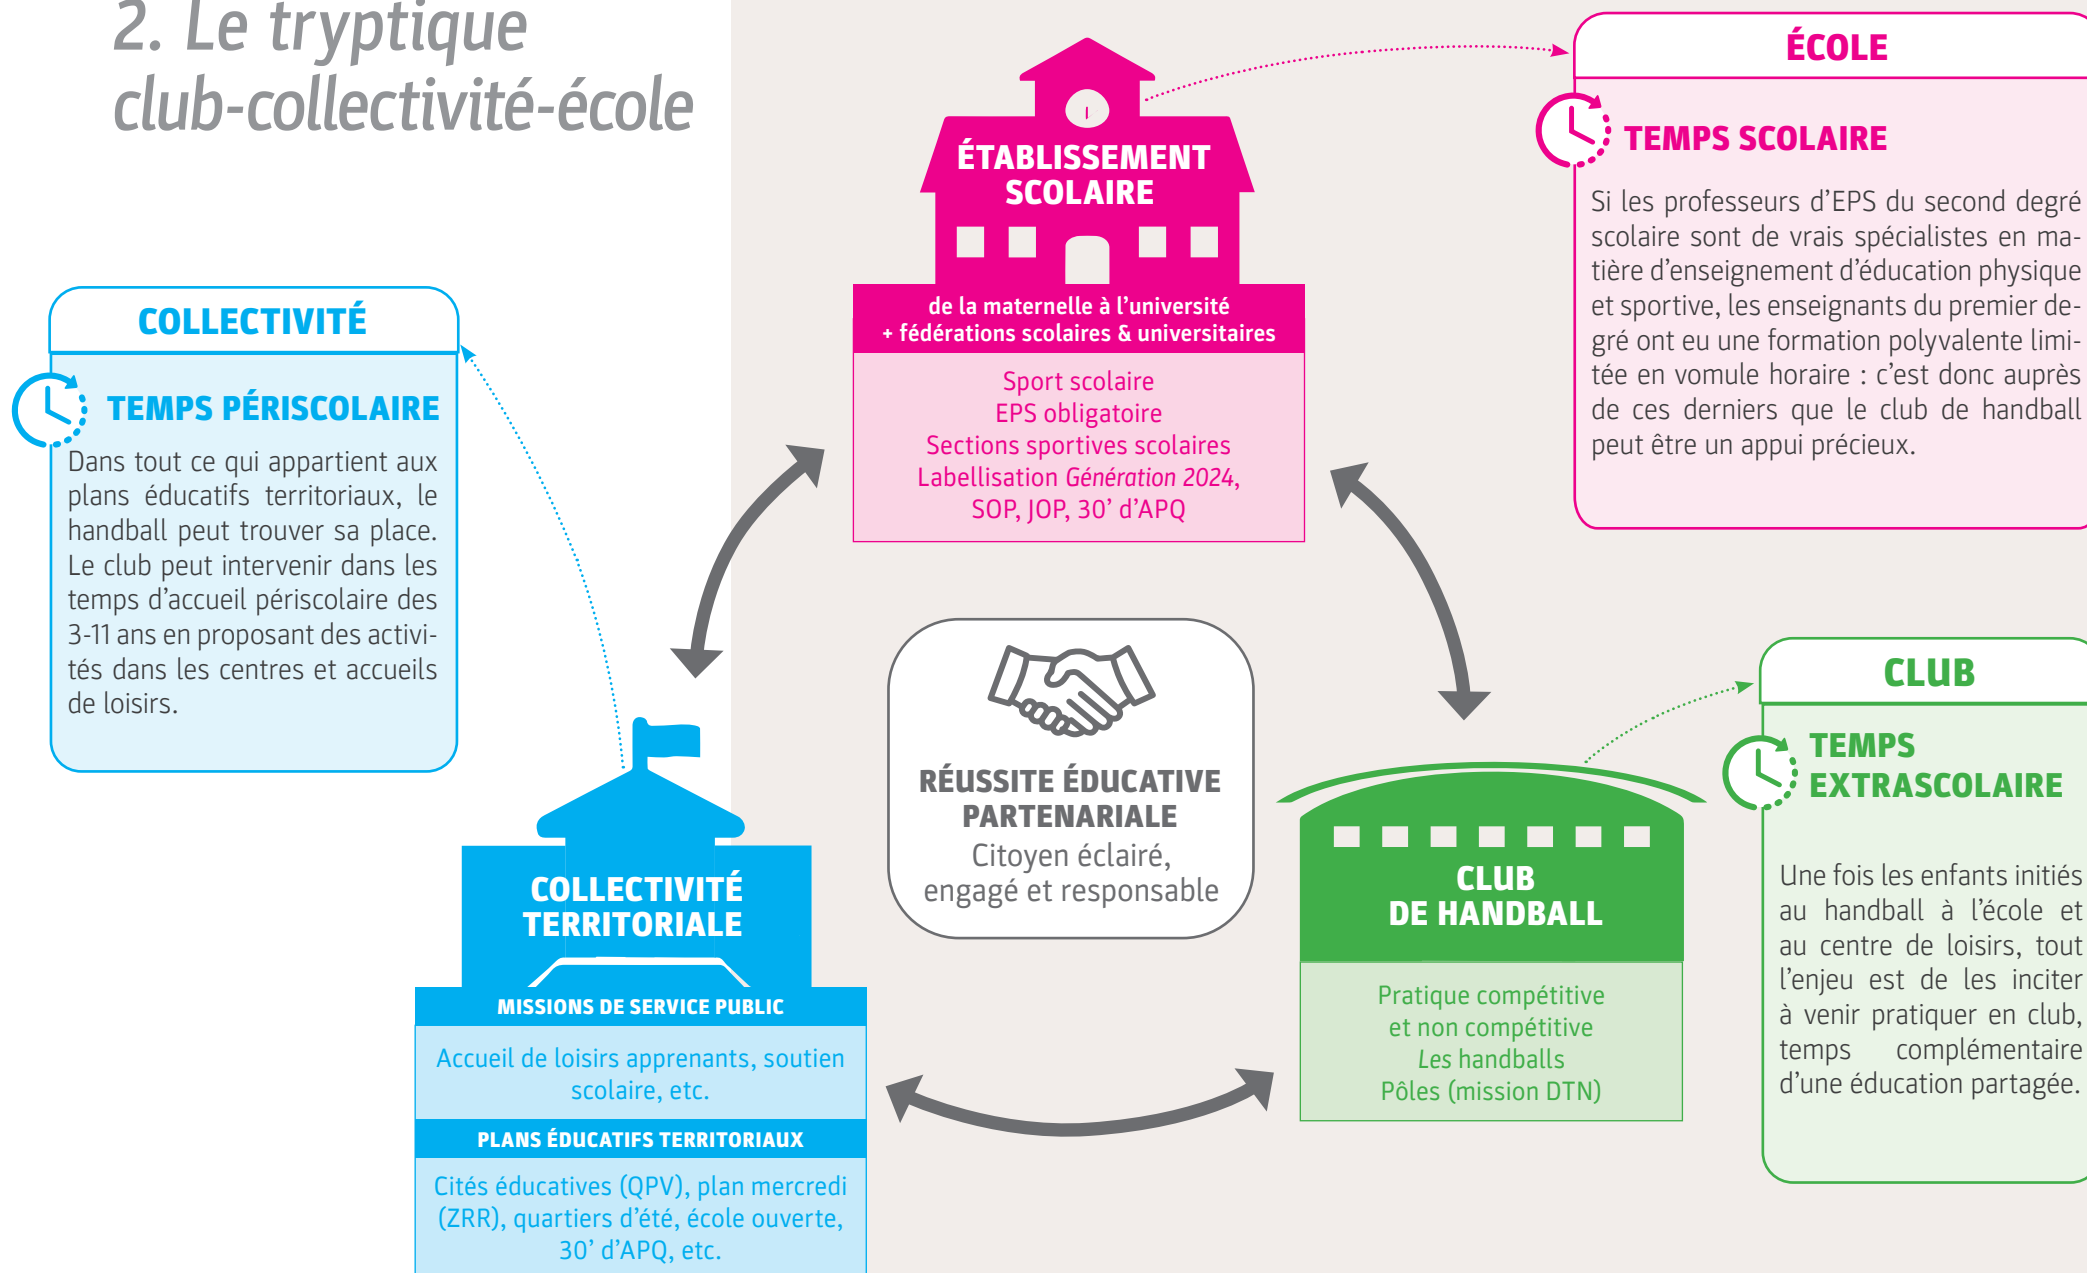 2. Le tryptique
club-collectivité-école
COLLECTIVITÉ
TEMPS PÉRISCOLAIRE
Dans tout ce qui appartient aux
plans éducatifs territoriaux, le
handball peut trouver sa place.
Le club peut intervenir dans les
temps d'accueil périscolaire des
3-11 ans en proposant des activi-
tés dans les centres et accueils
de loisirs.
ÉTABLISSEMENT
SCOLAIRE
de la maternelle à l'université
+ fédérations scolaires & universitaires
Sport scolaire
EPS obligatoire
Sections sportives scolaires
Labellisation Génération 2024,
SOP, JOP, 30' d'APQ
ÉCOLE
TEMPS SCOLAIRE
Si les professeurs d'EPS du second degré
scolaire sont de vrais spécialistes en ma-
tière d'enseignement d'éducation physique
et sportive, les enseignants du premier de-
gré ont eu une formation polyvalente limi-
tée en vomule horaire : c'est donc auprès
de ces derniers que le club de handball
peut être un appui précieux.
RÉUSSITE ÉDUCATIVE
PARTENARIALE
Citoyen éclairé,
engagé et responsable
COLLECTIVITÉ
TERRITORIALE
MISSIONS DE SERVICE PUBLIC
Accueil de loisirs apprenants, soutien
scolaire, etc.
PLANS ÉDUCATIFS TERRITORIAUX
Cités éducatives (QPV), plan mercredi
(ZRR), quartiers d'été, école ouverte,
30' d'APQ, etc.
CLUB
DE HANDBALL
Pratique compétitive
et non compétitive
Les handballs
Pôles (mission DTN)
CLUB
TEMPS
EXTRASCOLAIRE
Une fois les enfants initiés
au handball à l'école et
au centre de loisirs, tout
l'enjeu est de les inciter
à venir pratiquer en club,
temps complémentaire
d'une éducation partagée.